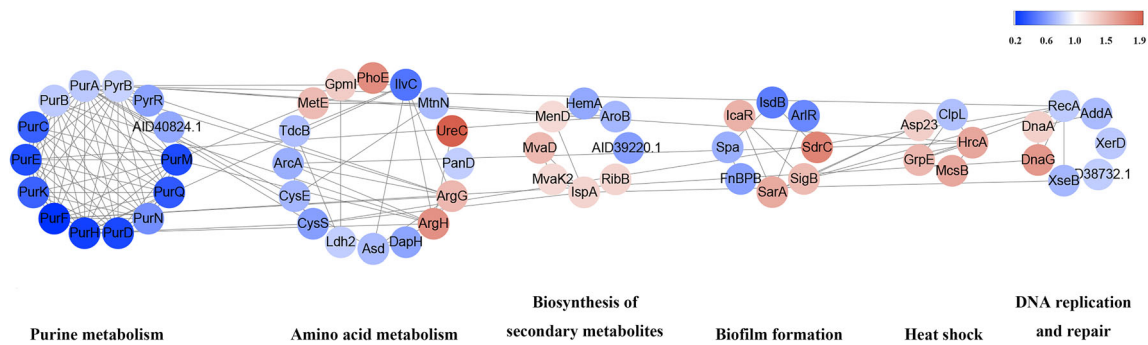 0.2 0.6 1.0 1.5 1.9
PurA
PyrB
PurB
PyrR
PurC
AID40824.1
PurE
PurM
PurK
PurQ
PurF
PurN
PurH
PurD
GpmI
PhoE
IlvC
MetE
MtnN
TdcB
UreC
ArcA
PanD
CysE
ArgG
CysS
ArgH
Ldh2
Asd
DapH
HemA
MenD
AroB
MvaD
AID39220.1
MvaK2
RibB
IspA
IsdB
IcaR
ArlR
Spa
SdrC
FnBPB
SigB
SarA
ClpL
Asp23
HrcA
GrpE
McsB
RecA
AddA
DnaA
XerD
DnaG
D38732.1
XseB
Purine metabolism
Amino acid metabolism
Biosynthesis of
secondary metabolites
Biofilm formation
Heat shock
DNA replication
and repair